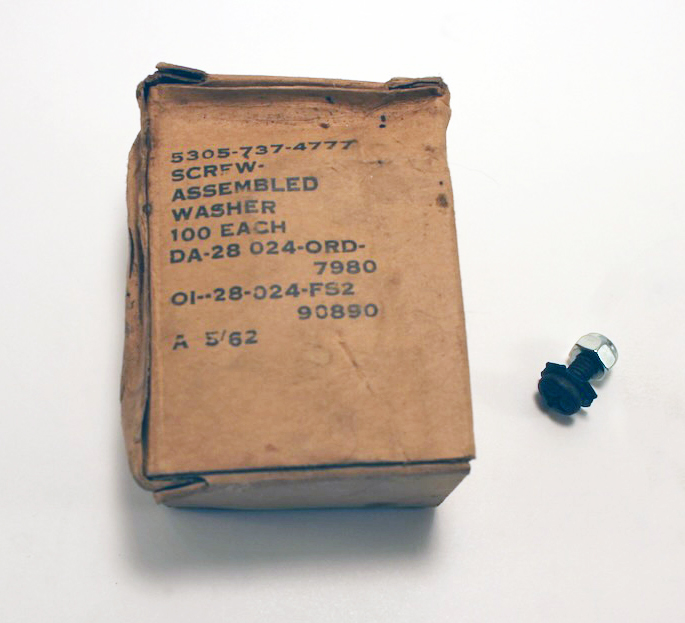 5305-737-4777
SCREW-
ASSEMBLED
WASHER
100 EACH
DA-28 024-ORD-
7980
OI--28-024-FS2
90890
A 5/62